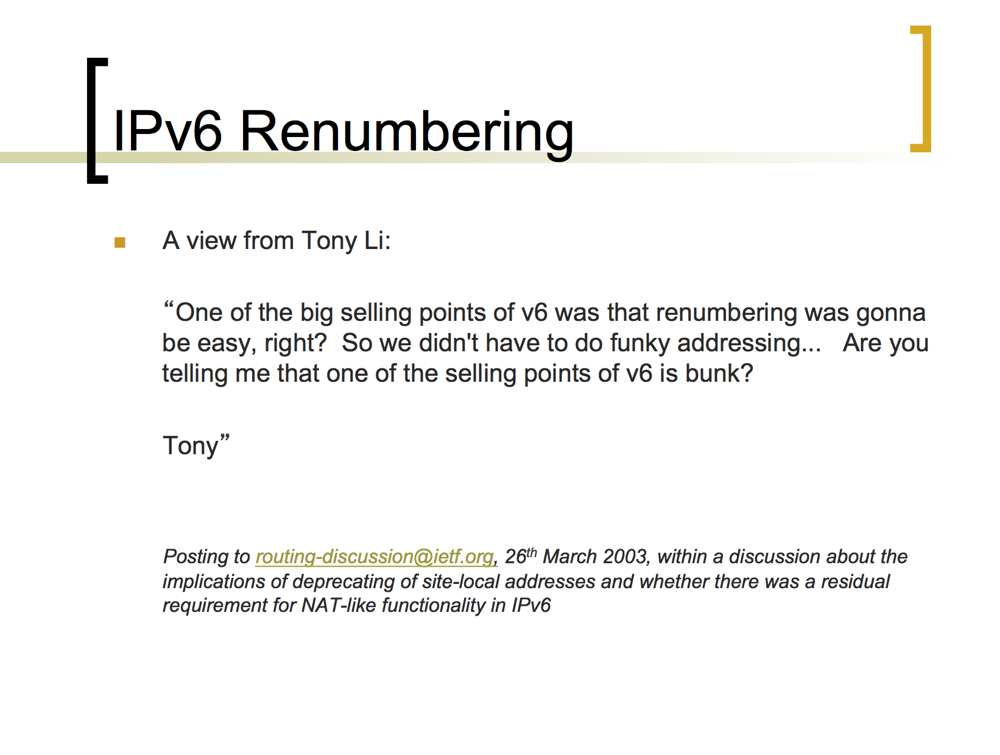 IPv6 Renumbering
A view from Tony Li:
“One of the big selling points of v6 was that renumbering was gonna
be easy, right?  So we didn't have to do funky addressing...   Are you
telling me that one of the selling points of v6 is bunk?
Tony”
Posting to routing-discussion@ietf.org, 26th March 2003, within a discussion about the
implications of deprecating of site-local addresses and whether there was a residual
requirement for NAT-like functionality in IPv6